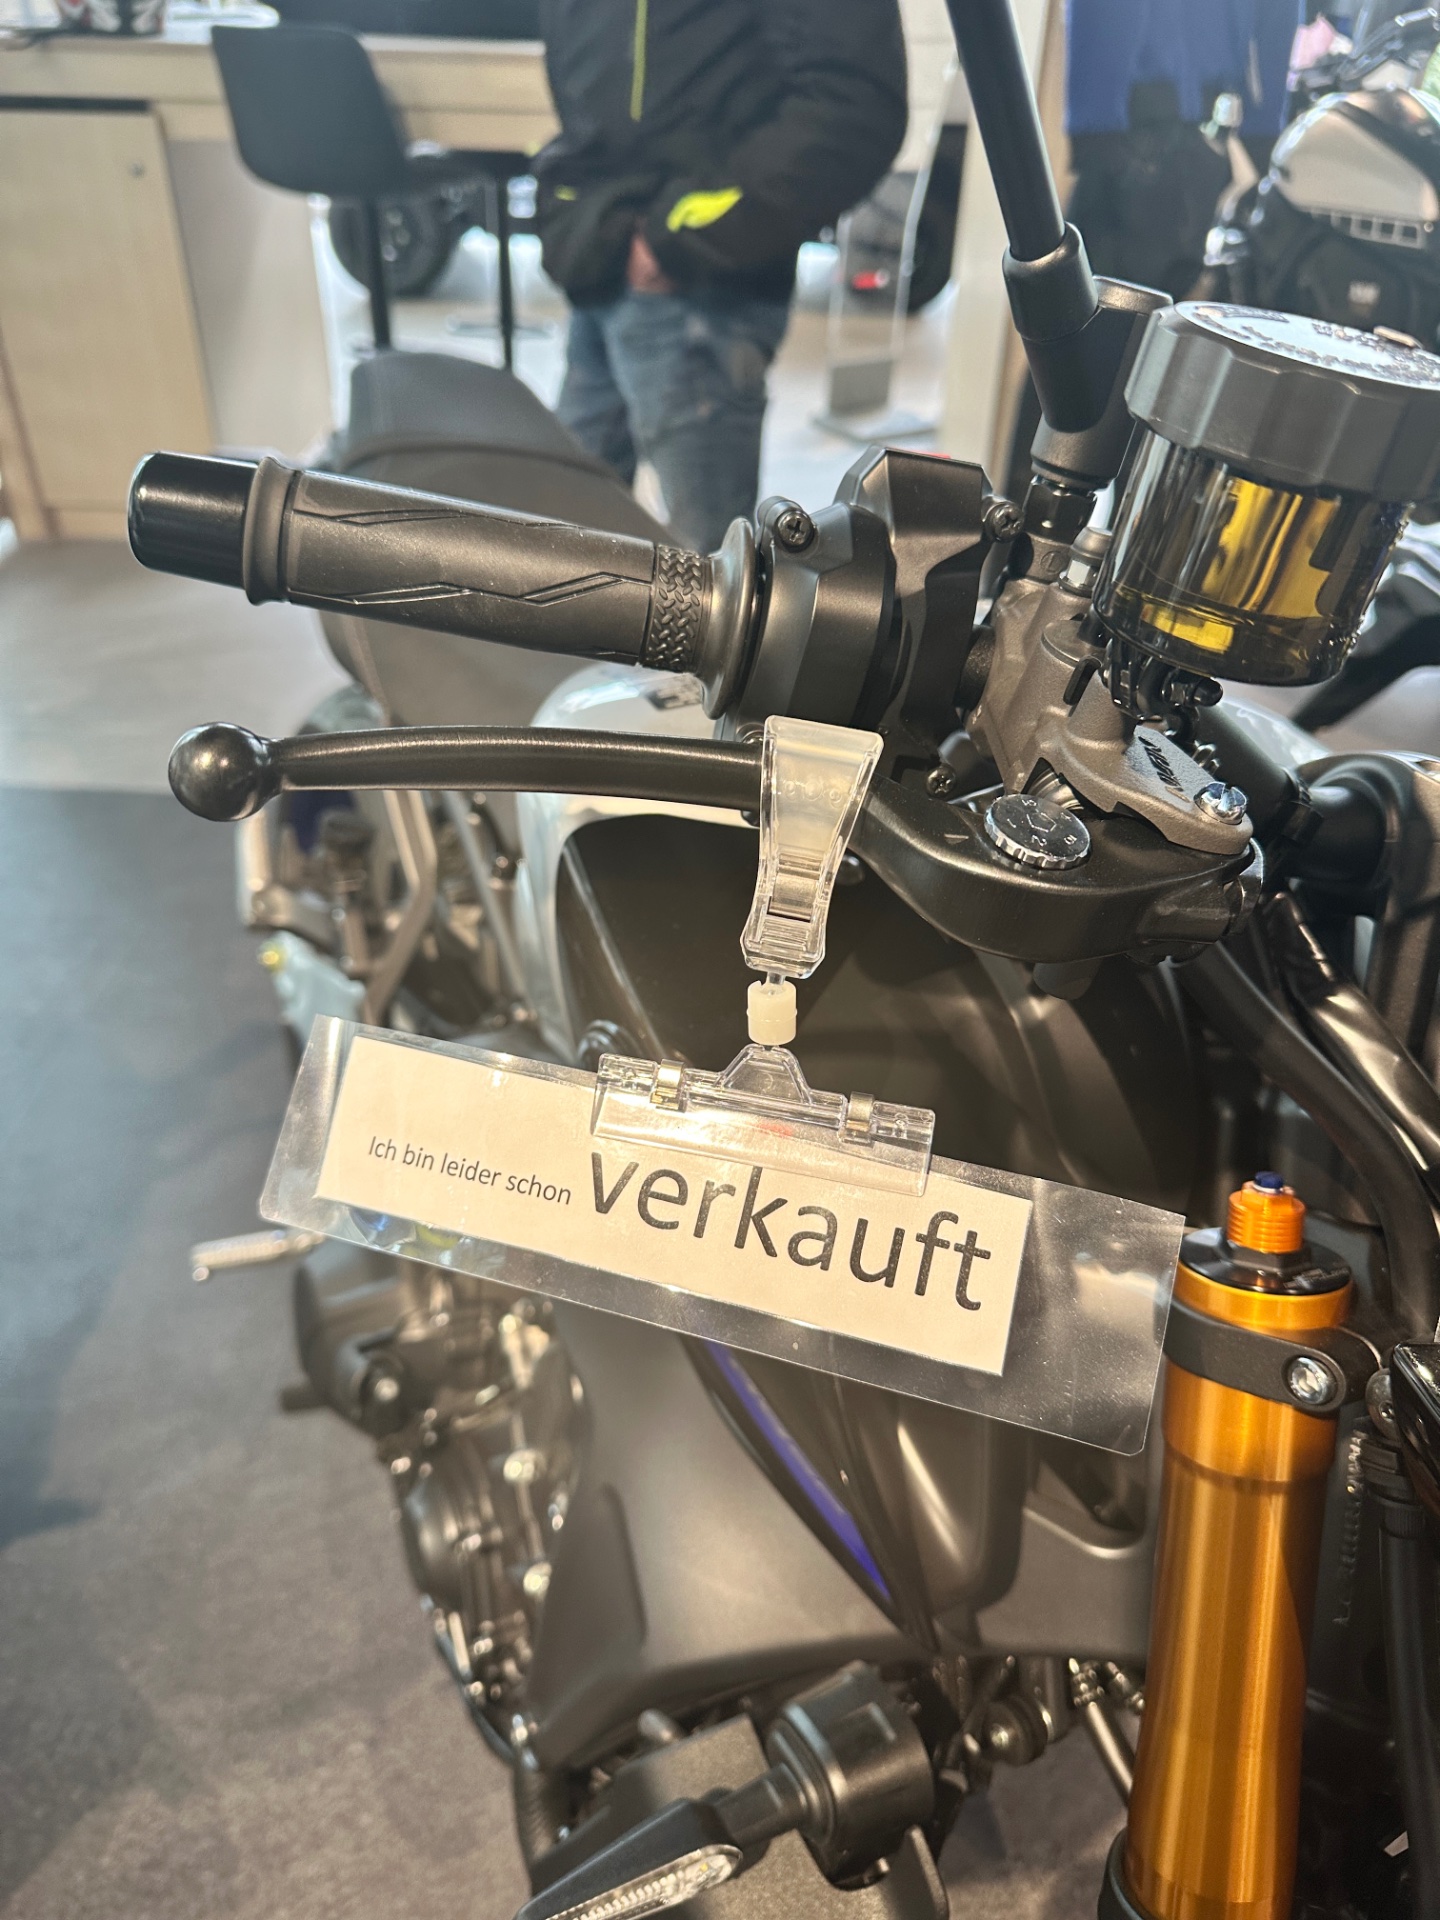 Ich bin leider schon verkauft